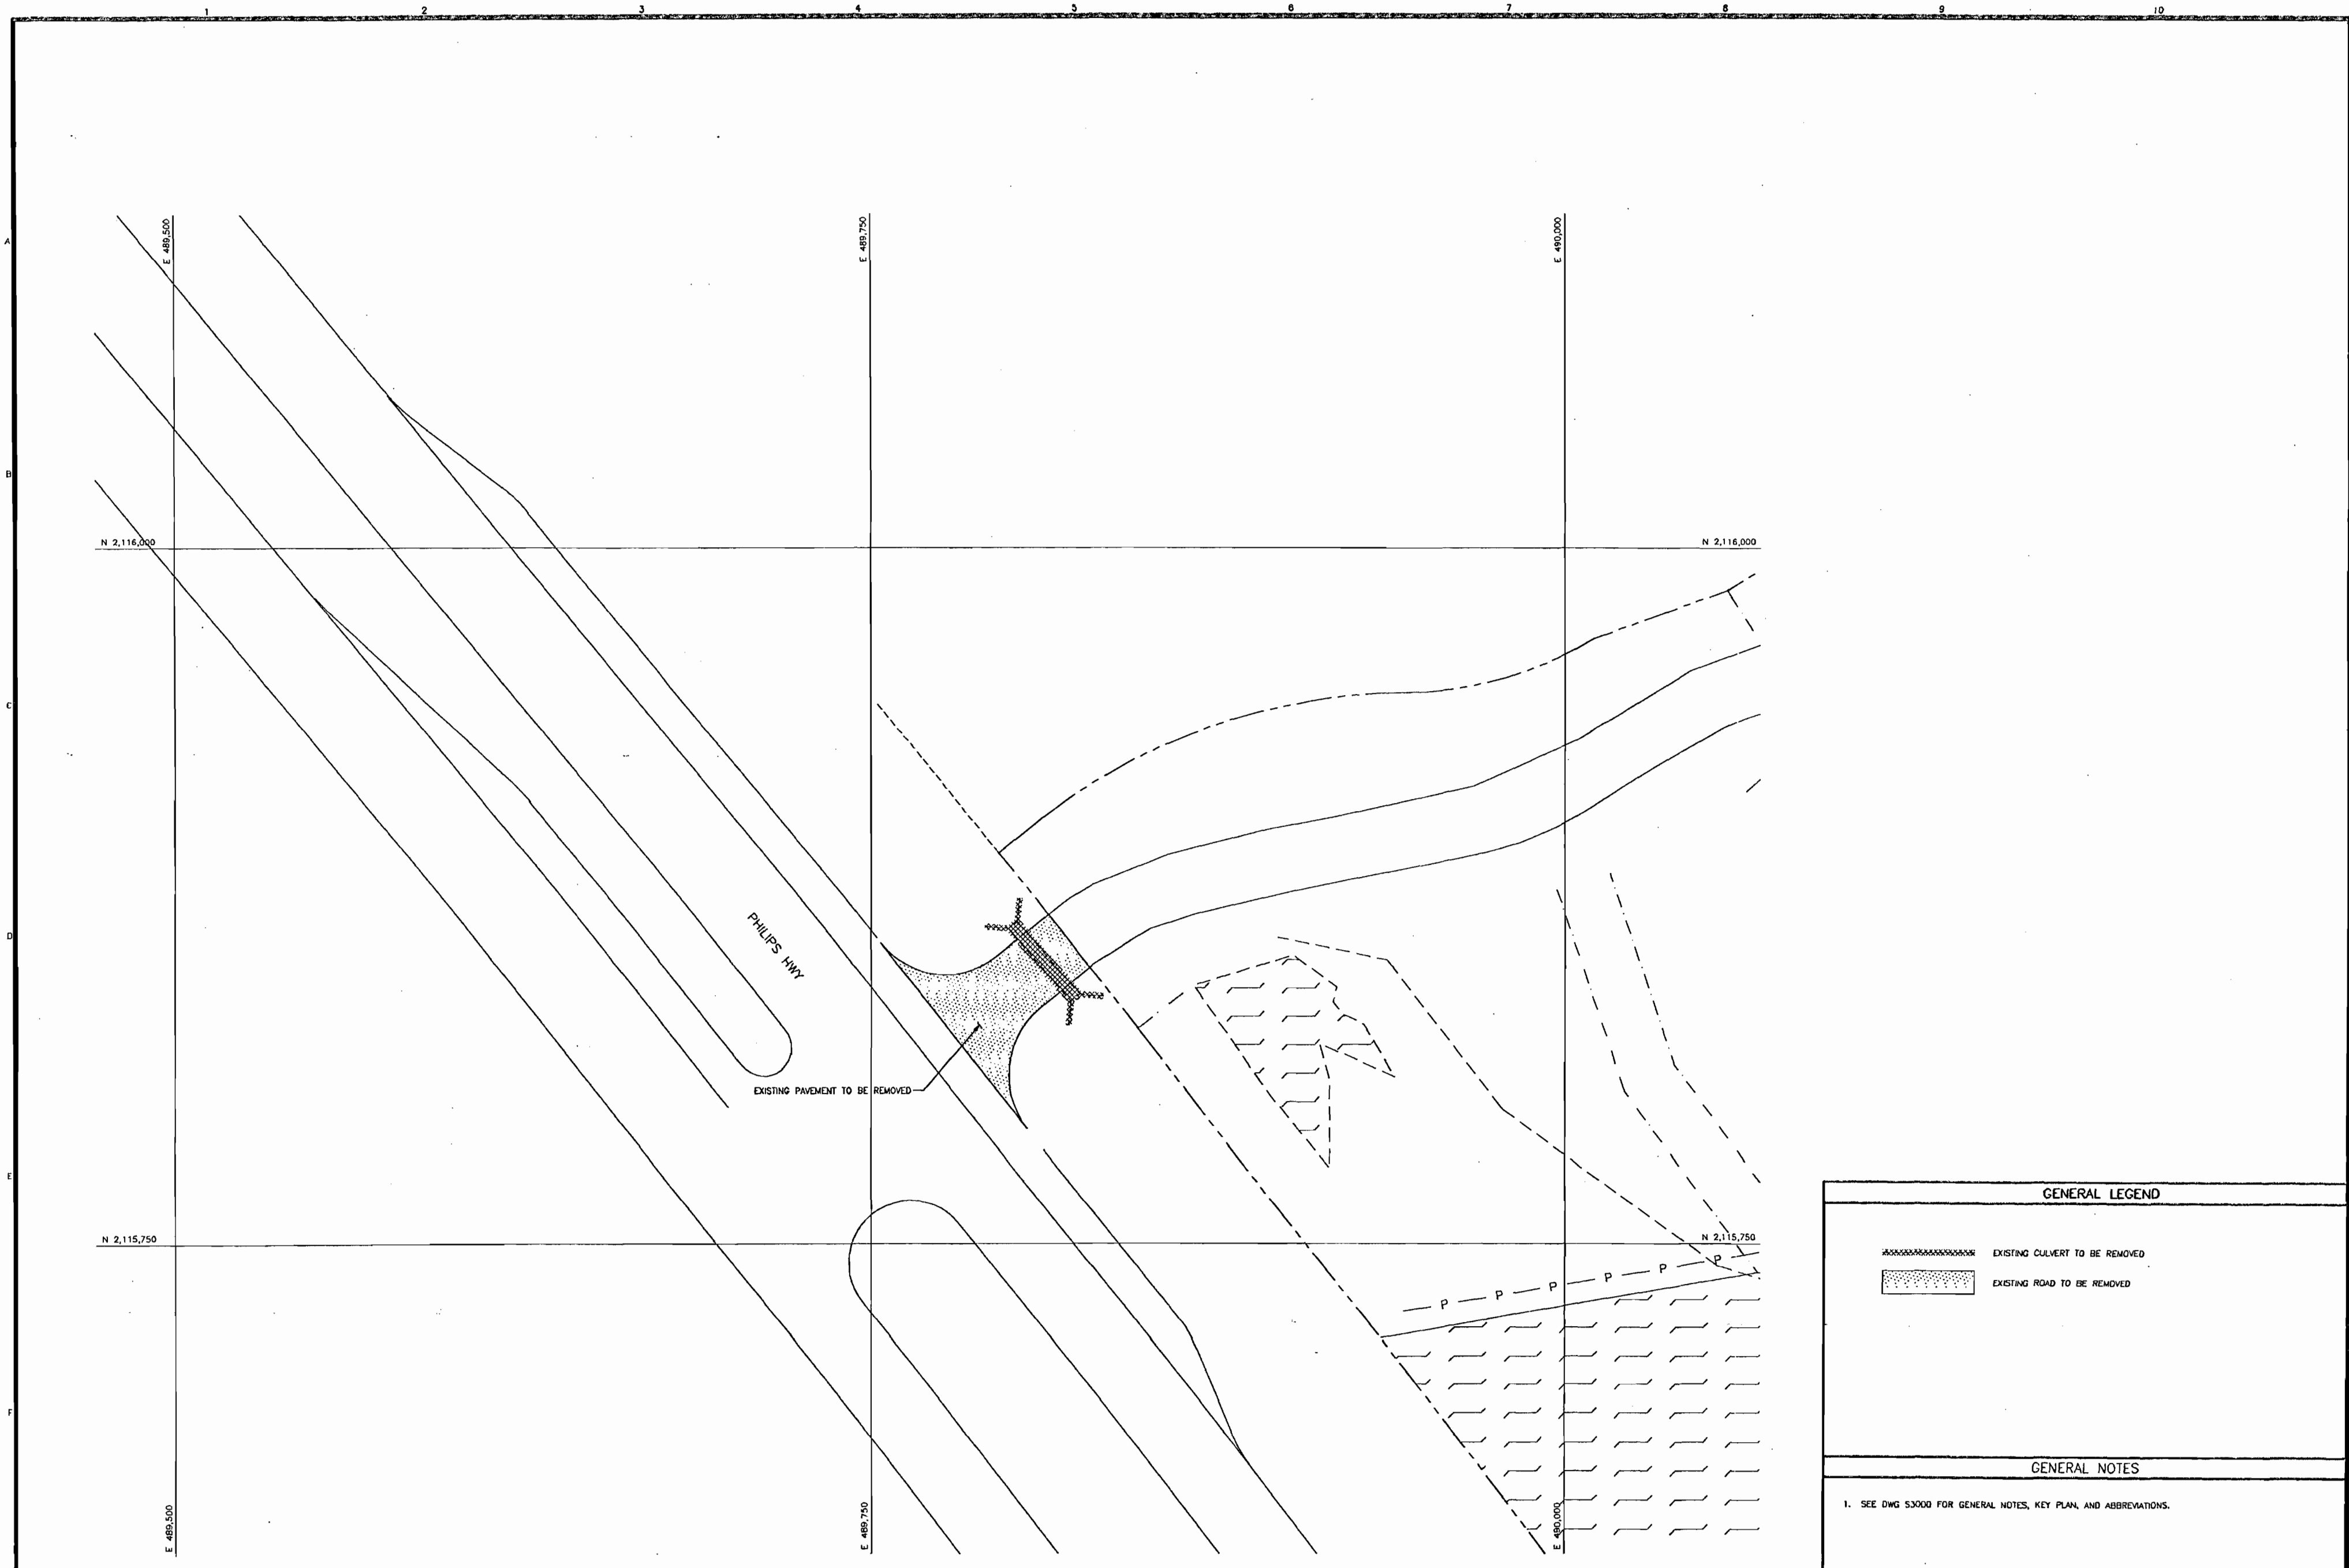 1 2 3 4 5 6 7 8 9 10
A
E 489,500
E 489,750
E 490,000
B
N 2,116,000
N 2,116,000
C
D
PHILIPS HWY
EXISTING PAVEMENT TO BE REMOVED
E
N 2,115,750
N 2,115,750
P P P P P P
F
E 489,500
E 489,750
E 490,000
GENERAL LEGEND
EXISTING CULVERT TO BE REMOVED
EXISTING ROAD TO BE REMOVED
GENERAL NOTES
1. SEE DWG S3000 FOR GENERAL NOTES, KEY PLAN, AND ABBREVIATIONS.